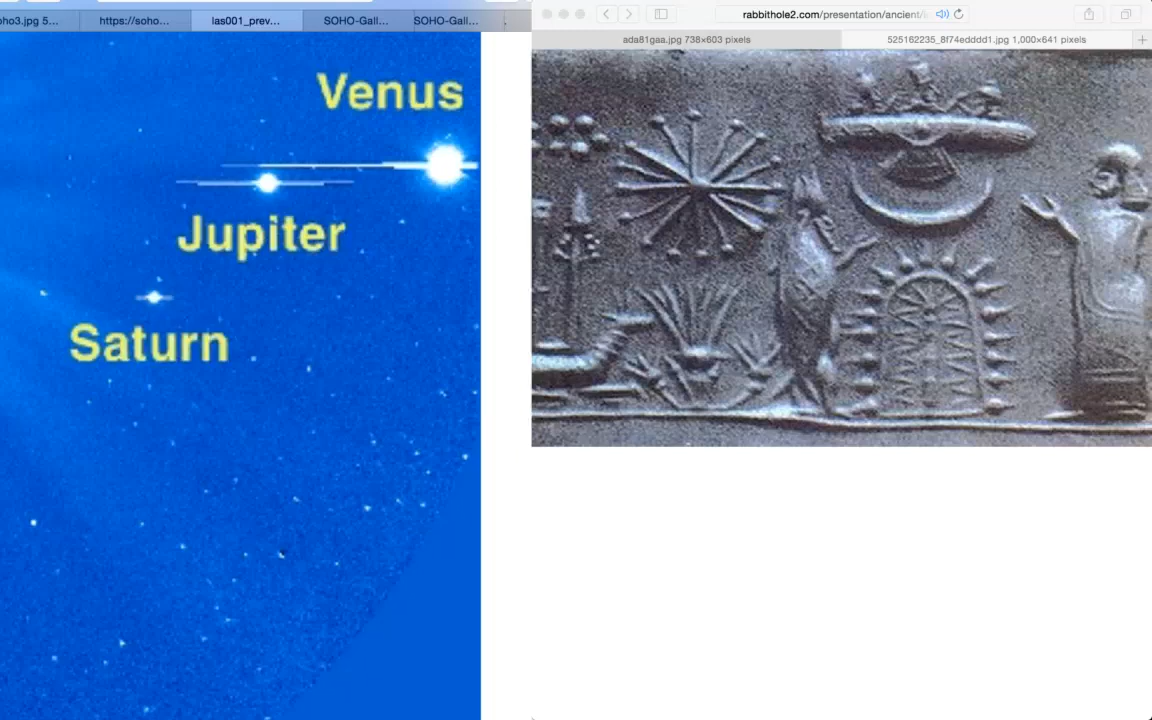 oho3.jpg 5...
https://soho...
las001_prev...
SOHO-Gall...
SOHO-Gall...
rabbithole2.com/presentation/ancient/
ada81gaa.jpg 738×603 pixels
525162235_8f74edddd1.jpg 1,000×641 pixels
Venus
Jupiter
Saturn